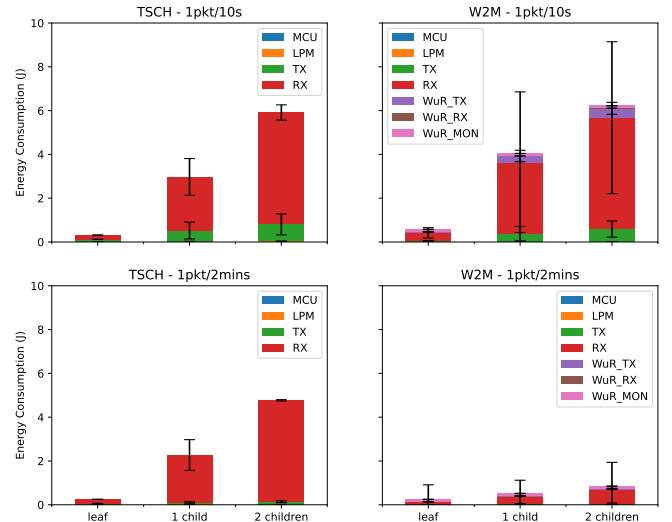 TSCH - 1pkt/10s
10
8
6
4
2
0
Energy Consumption (J)
MCU
LPM
TX
RX
W2M - 1pkt/10s
MCU
LPM
TX
RX
WuR_TX
WuR_RX
WuR_MON
TSCH - 1pkt/2mins
10
8
6
4
2
0
Energy Consumption (J)
MCU
LPM
TX
RX
leaf
1 child
2 children
W2M - 1pkt/2mins
MCU
LPM
TX
RX
WuR_TX
WuR_RX
WuR_MON
leaf
1 child
2 children